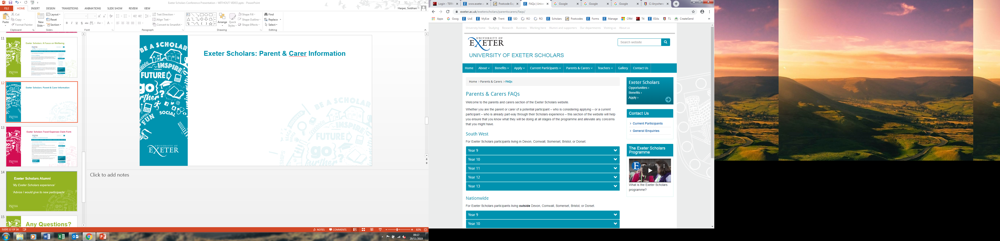 Exeter Scholars Conference Presentation – WITHOUT VIDEO.pptx - PowerPoint
FILE HOME INSERT DESIGN TRANSITIONS ANIMATIONS SLIDE SHOW REVIEW VIEW
Harper, Siobhan
Paste
Cut
Copy
Format Painter
Clipboard
New Slide
Layout
Reset
Section
Slides
Font
Text Direction
Align Text
Convert to SmartArt
Paragraph
Arrange
Quick Styles
Shape Fill
Shape Outline
Shape Effects
Drawing
Find
Replace
Select
Editing
11
Exeter Scholars: A Focus on Wellbeing
EXETER
12
Exeter Scholars: Parent & Carer Information
EXETER
13
Exeter Scholars Travel Expenses Claim Form
EXETER
14
Exeter Scholars Alumni
'My Exeter Scholars experience'
'Advice I would give to new participants'
EXETER
15
Any Questions?
BE A SCHOLAR
INSPIRE
FUTURE
go
further
?
SOCIAL
FUN
UNIVERSITY OF
EXETER
Exeter Scholars: Parent & Carer Information
BE A SCHOLAR
INSPIRE
FUTURE
go
further
?
Click to add notes
SLIDE 12 OF 16
NOTES COMMENTS 82%
09:17
29/11/2019
Login - TERM
www.exeter.a
Postcode Exp
FAQs | Univer
Google
Google
Google
Ci Anywhere
exeter.ac.uk/exeterscholars/parentscarers/faqs/
Apps Goog UoE MyExe Trent SID RO RO Scholars Postcodes Forms Manage CRM T4 ESAs T1 CreateSend »
University home Studying Research Business Working here Alumni and supporters Our departments Visiting us About us
UNIVERSITY OF
EXETER
Search website
UNIVERSITY OF EXETER SCHOLARS
Home About Benefits Apply Current Participants Parents & Carers Teachers Gallery Contact Us
Home > Parents & Carers > FAQs
Parents & Carers FAQs
Welcome to the parents and carers section of the Exeter Scholars website.
Whether you are the parent or carer of a potential participant – who is considering applying – or a current
participant – who is already part-way through their Scholars experience – this section of the website will help
you ensure that you know what they will be doing at all stages of the programme and alleviate any concerns
that you might have.
South West
For Exeter Scholars participants living in Devon, Cornwall, Somerset, Bristol, or Dorset.
Year 9
Year 10
Year 11
Year 12
Year 13
Nationwide
For Exeter Scholars participants living outside Devon, Cornwall, Somerset, Bristol, or Dorset.
Year 9
Year 10
Exeter Scholars
Opportunities ›
Benefits ›
Apply ›
Contact Us
Current Participants
General Enquiries
The Exeter Scholars
Programme
Exeter S...
What is the Exeter Scholars
programme?